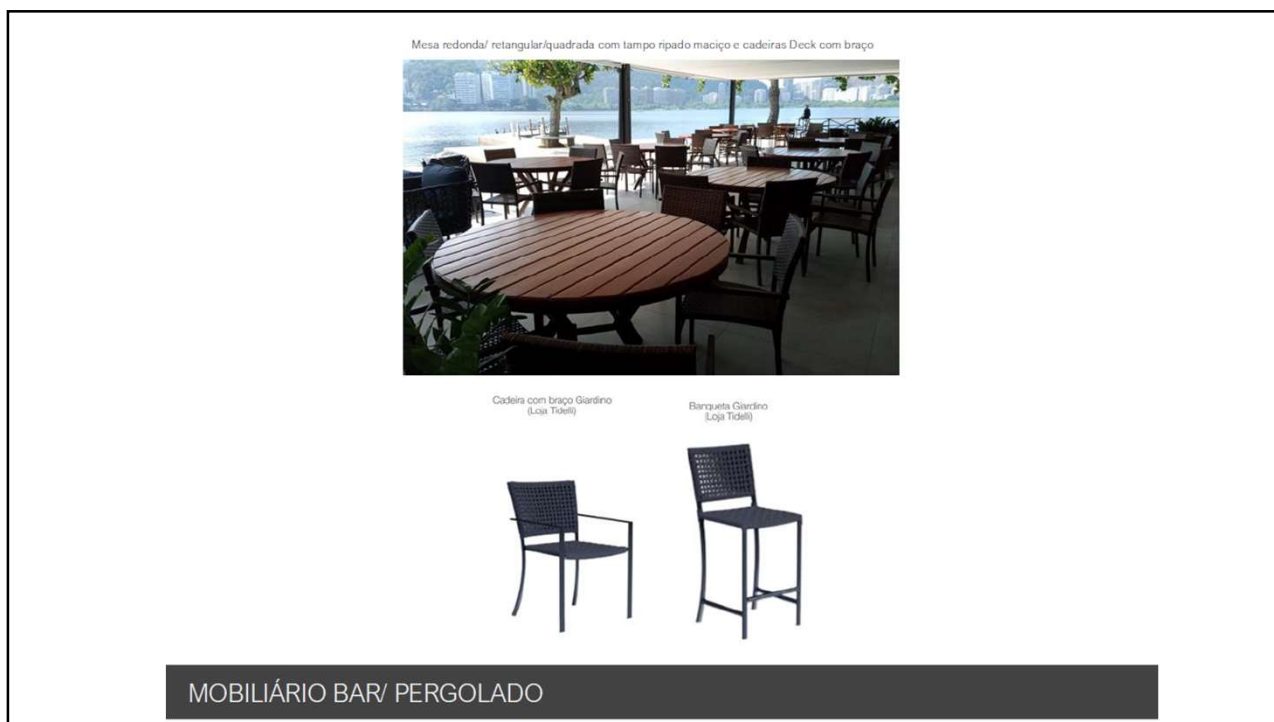 Mesa redonda/ retangular/quadrada com tampo ripado maciço e cadeiras Deck com braço
Cadeira com braço Giardino
(Loja Tidelli)
Banqueta Giardino
(Loja Tidelli)
MOBILIÁRIO BAR/ PERGOLADO